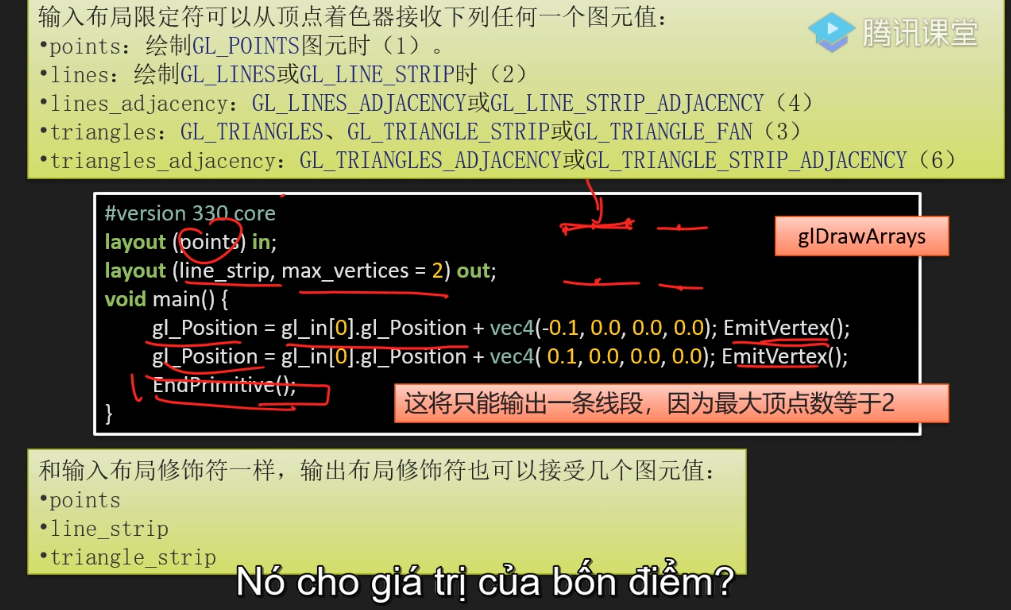 输入布局限定符可以从顶点着色器接收下列任何一个图元值：
•points：绘制GL_POINTS图元时（1）。
•lines：绘制GL_LINES或GL_LINE_STRIP时（2）
•lines_adjacency：GL_LINES_ADJACENCY或GL_LINE_STRIP_ADJACENCY（4）
•triangles：GL_TRIANGLES、GL_TRIANGLE_STRIP或GL_TRIANGLE_FAN（3）
•triangles_adjacency：GL_TRIANGLES_ADJACENCY或GL_TRIANGLE_STRIP_ADJACENCY（6）
腾讯课堂
#version 330 core
layout (points) in;
layout (line_strip, max_vertices = 2) out;
void main() {
gl_Position = gl_in[0].gl_Position + vec4(-0.1, 0.0, 0.0, 0.0); EmitVertex();
gl_Position = gl_in[0].gl_Position + vec4( 0.1, 0.0, 0.0, 0.0); EmitVertex();
EndPrimitive();
}
glDrawArrays
这将只能输出一条线段，因为最大顶点数等于2
和输入布局修饰符一样，输出布局修饰符也可以接受几个图元值：
•points
•line_strip
•triangle_strip
Nó cho giá trị của bốn điểm?